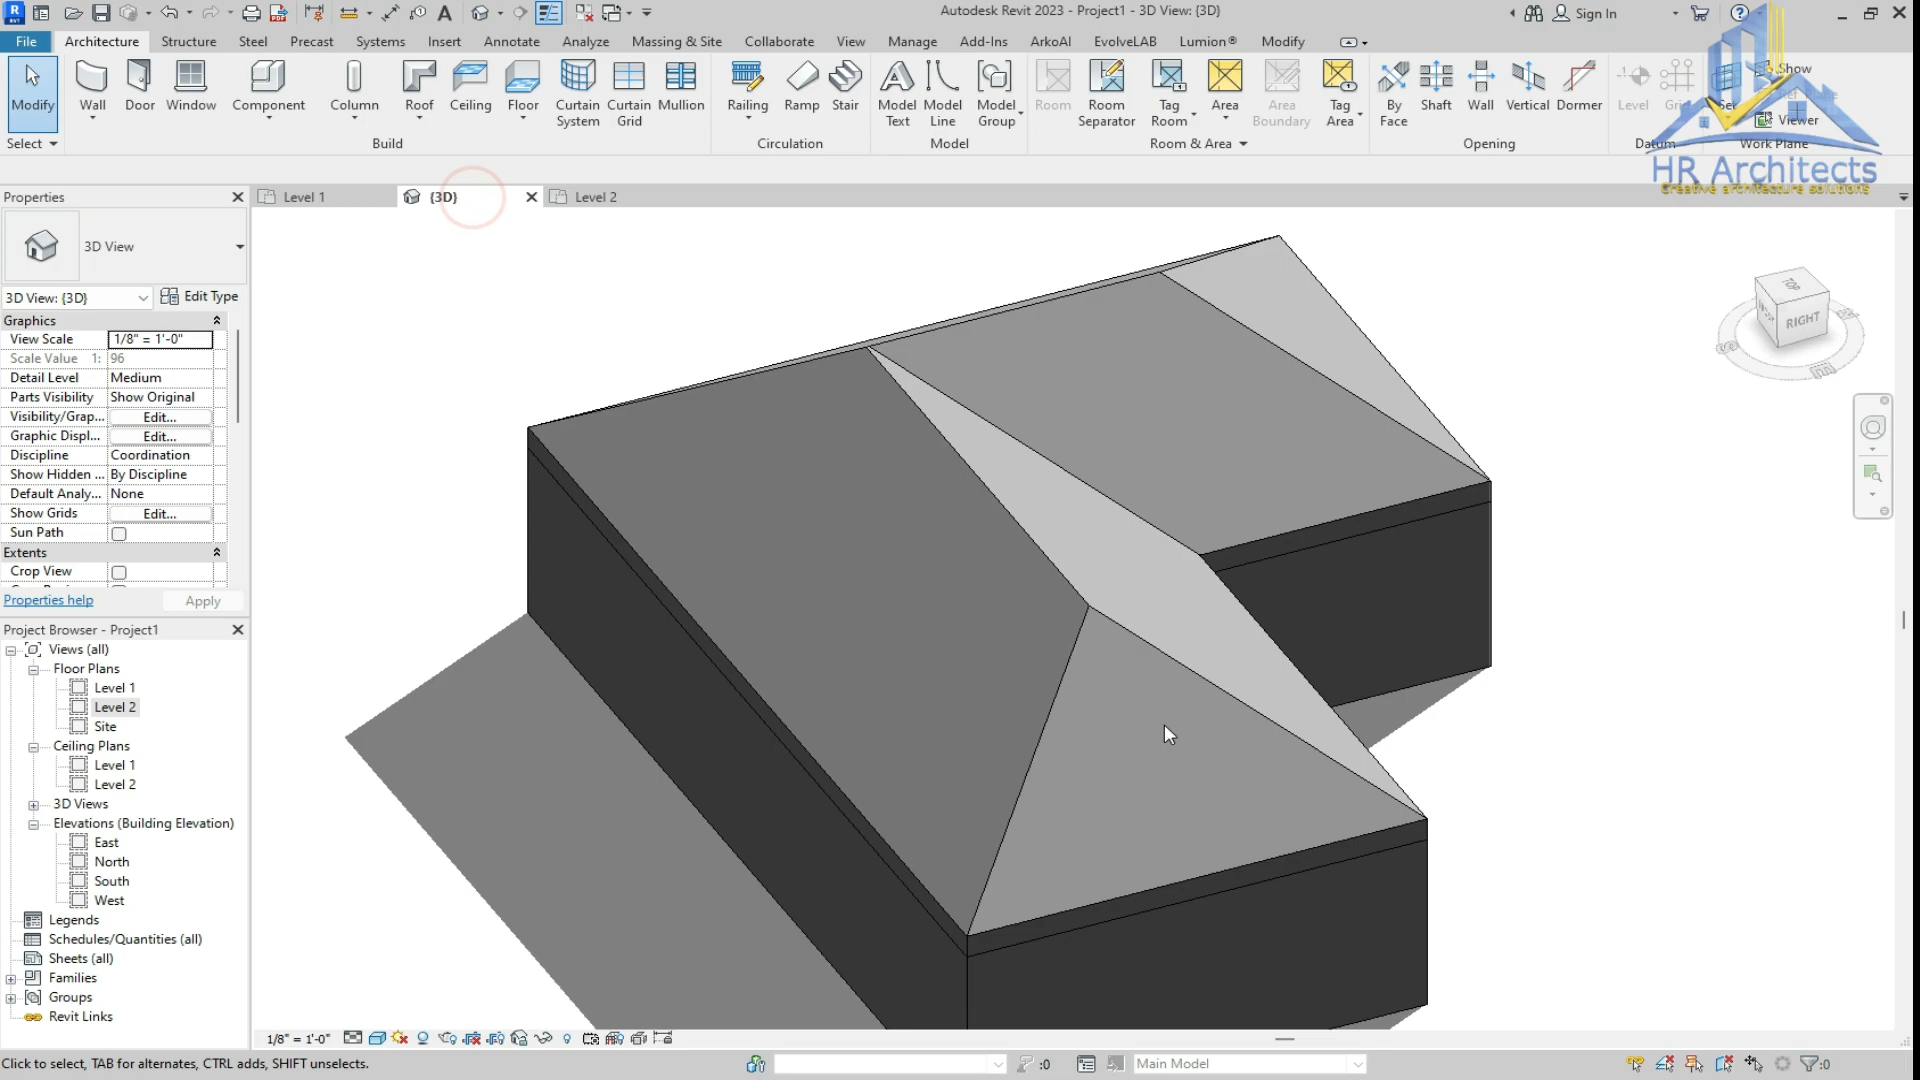 Autodesk Revit 2023 - Project1 - 3D View: {3D}
Sign In
File
Architecture
Structure
Steel
Precast
Systems
Insert
Annotate
Analyze
Massing & Site
Collaborate
View
Manage
Add-Ins
ArkoAI
EvolveLAB
Lumion®
Modify
Modify
Wall
Door
Window
Component
Column
Roof
Ceiling
Floor
Curtain System
Curtain Grid
Mullion
Railing
Ramp
Stair
Model Text
Model Line
Model Group
Room
Room Separator
Tag Room
Area
Area Boundary
Tag Area
By Face
Shaft
Wall
Vertical
Dormer
Level
Show
Viewer
Select
Build
Circulation
Model
Room & Area
Opening
Datum
Work Plane
HR Architects
Creative architecture solutions
Properties
Level 1
{3D}
Level 2
3D View
3D View: {3D}
Edit Type
Graphics
View Scale
1/8" = 1'-0"
Scale Value 1:
96
Detail Level
Medium
Parts Visibility
Show Original
Visibility/Grap...
Edit...
Graphic Displ...
Edit...
Discipline
Coordination
Show Hidden ...
By Discipline
Default Analy...
None
Show Grids
Edit...
Sun Path
Extents
Crop View
Properties help
Apply
Project Browser - Project1
Views (all)
Floor Plans
Level 1
Level 2
Site
Ceiling Plans
Level 1
Level 2
3D Views
Elevations (Building Elevation)
East
North
South
West
Legends
Schedules/Quantities (all)
Sheets (all)
Families
Groups
Revit Links
TOP
RIGHT
1/8" = 1'-0"
Click to select, TAB for alternates, CTRL adds, SHIFT unselects.
:0
Main Model
:0